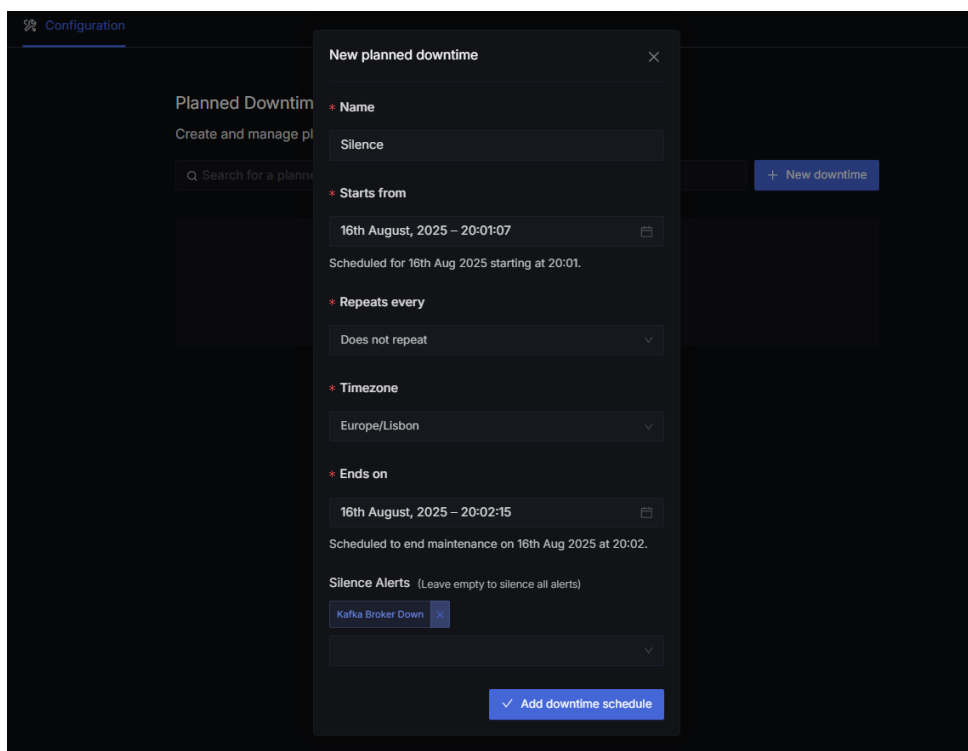 Configuration
New planned downtime
Planned Downtim
Create and manage pl
Search for a planne
+ New downtime
* Name
Silence
* Starts from
16th August, 2025 – 20:01:07
Scheduled for 16th Aug 2025 starting at 20:01.
* Repeats every
Does not repeat
* Timezone
Europe/Lisbon
* Ends on
16th August, 2025 – 20:02:15
Scheduled to end maintenance on 16th Aug 2025 at 20:02.
Silence Alerts (Leave empty to silence all alerts)
Kafka Broker Down
Add downtime schedule